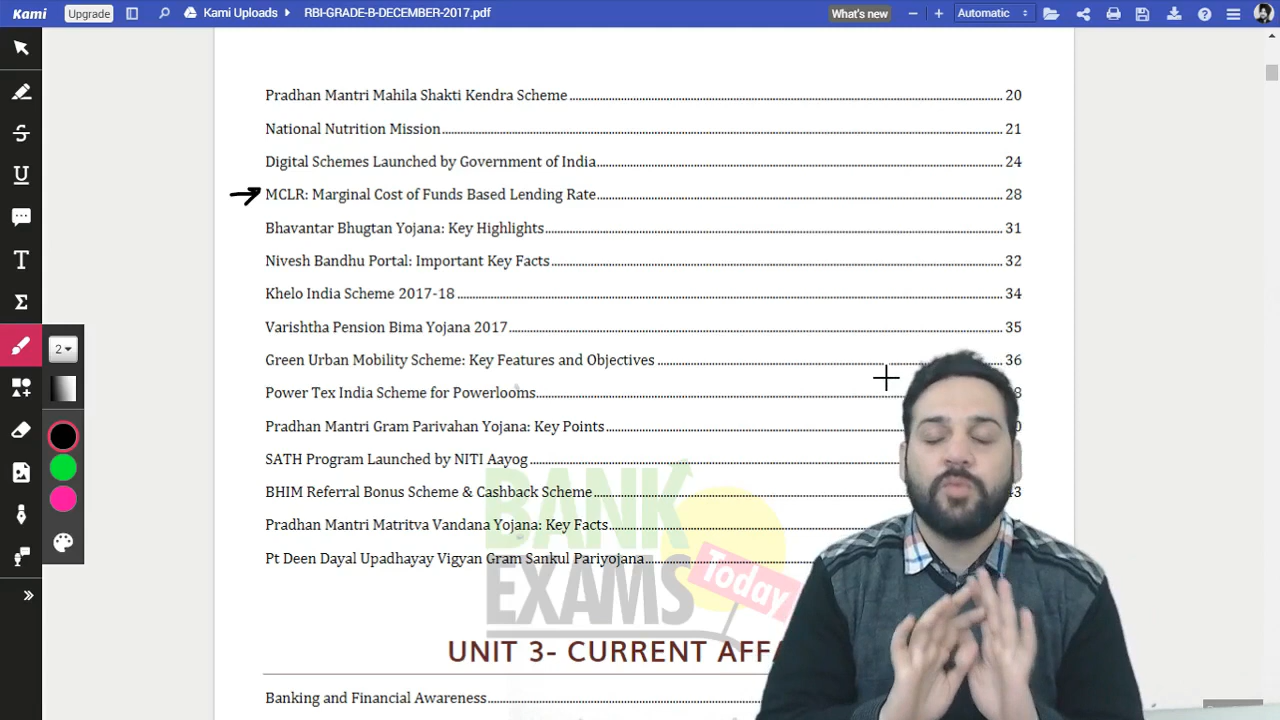 Kami Upgrade Kami Uploads RBI-GRADE-B-DECEMBER-2017.pdf What's new Automatic
Pradhan Mantri Mahila Shakti Kendra Scheme 20
National Nutrition Mission 21
Digital Schemes Launched by Government of India 24
MCLR: Marginal Cost of Funds Based Lending Rate 28
Bhavantar Bhugtan Yojana: Key Highlights 31
Nivesh Bandhu Portal: Important Key Facts 32
Khelo India Scheme 2017-18 34
Varishtha Pension Bima Yojana 2017 35
Green Urban Mobility Scheme: Key Features and Objectives 36
Power Tex India Scheme for Powerlooms
Pradhan Mantri Gram Parivahan Yojana: Key Points
SATH Program Launched by NITI Aayog
BHIM Referral Bonus Scheme & Cashback Scheme
Pradhan Mantri Matritva Vandana Yojana: Key Facts
Pt Deen Dayal Upadhayay Vigyan Gram Sankul Pariyojana
BANK
EXAMS Today
UNIT 3- CURRENT
Banking and Financial Awareness
2